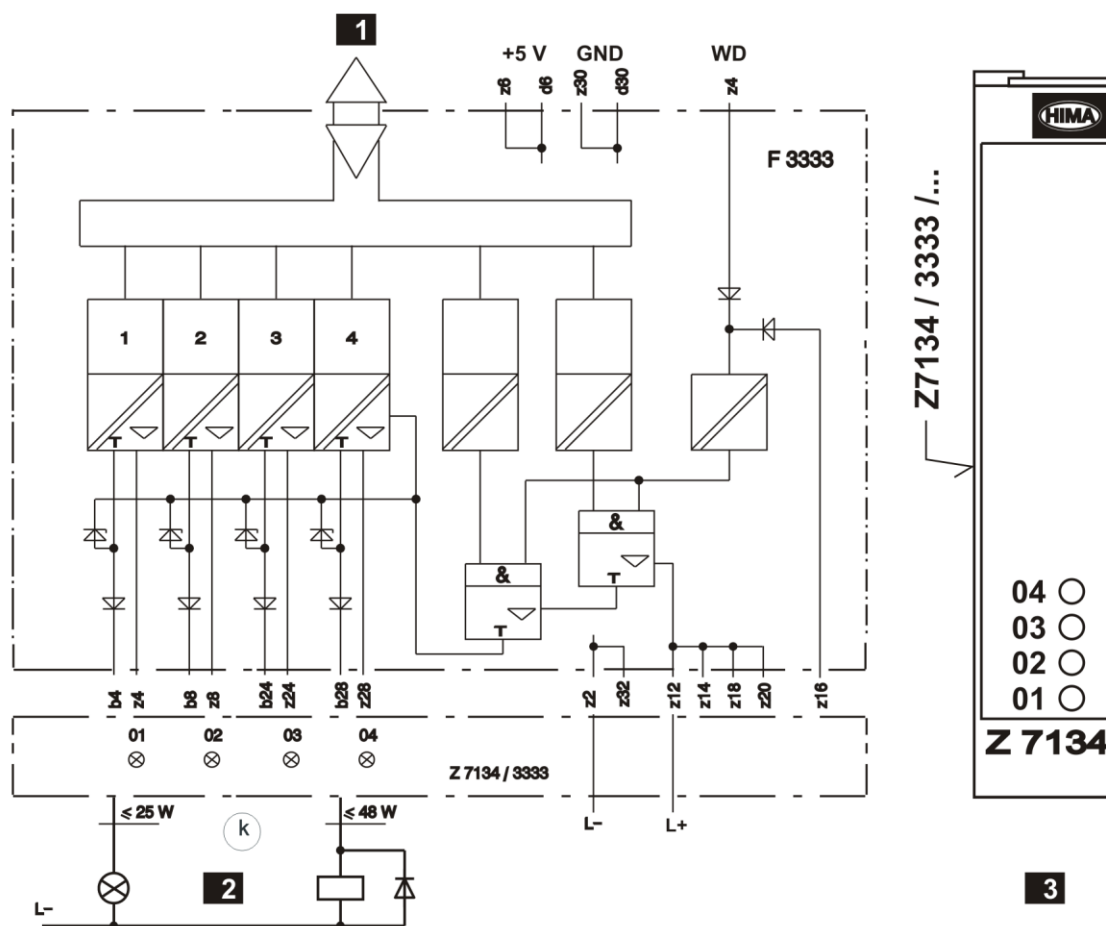 1
+5 V GND WD
z6 d6 z30 d30 z4
F 3333
1 2 3 4
T T T T
&
T
&
T
b4 z4 b8 z8 b24 z24 b28 z28 z2 z32 z12 z14 z18 z20 z16
01 02 03 04
Z 7134 / 3333
≤ 25 W ≤ 48 W
k
L– L+
2
L–
Z7134 / 3333 /...
HIMA
04
03
02
01
Z 7134
3